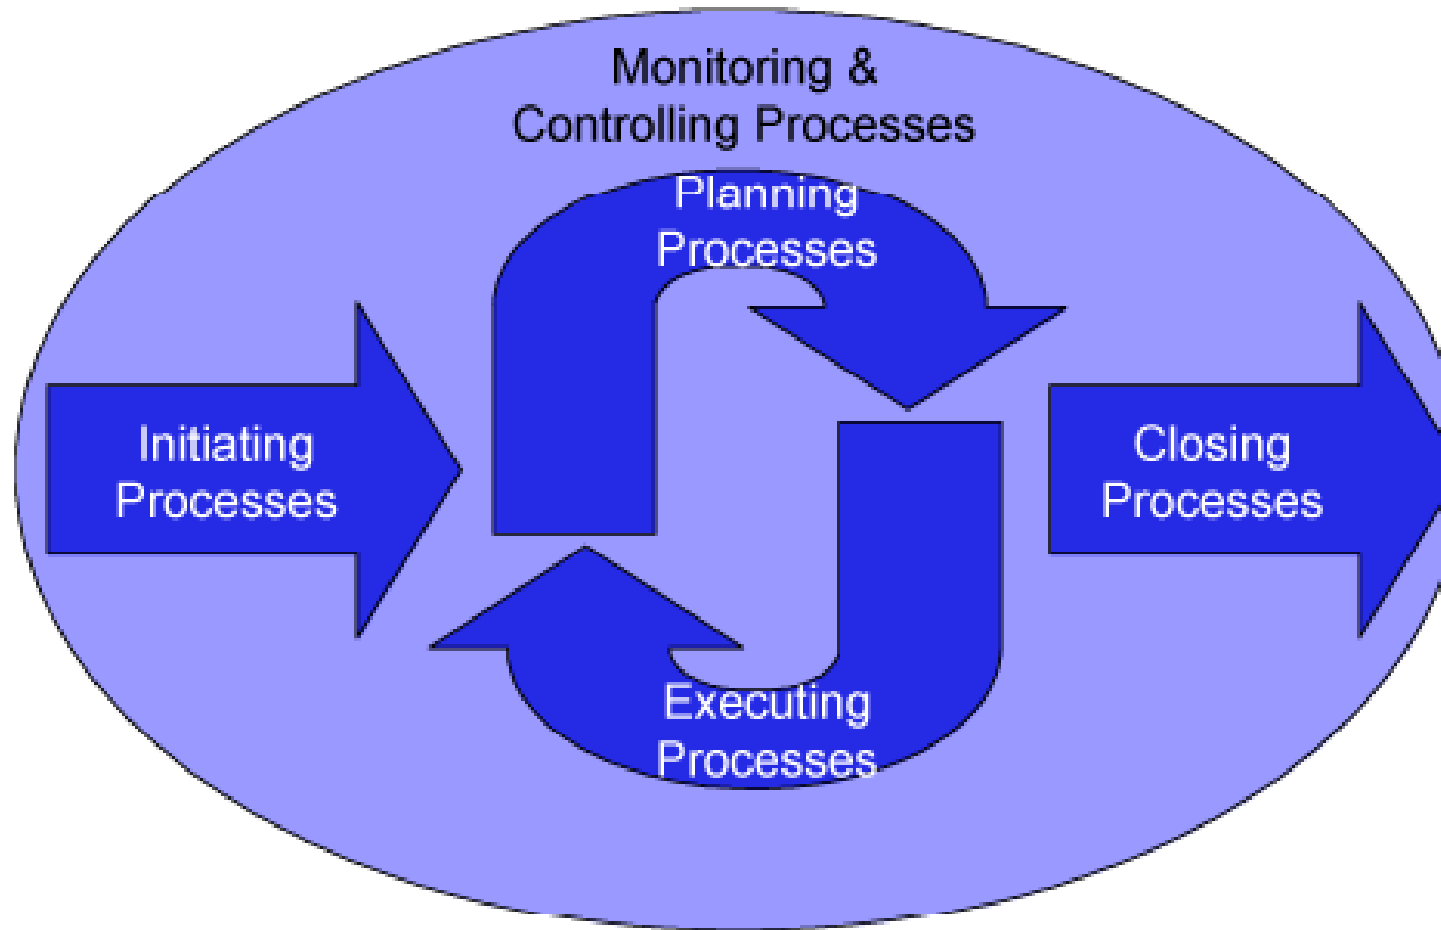 Monitoring &
Controlling Processes
Planning
Processes
Initiating
Processes
Closing
Processes
Executing
Processes